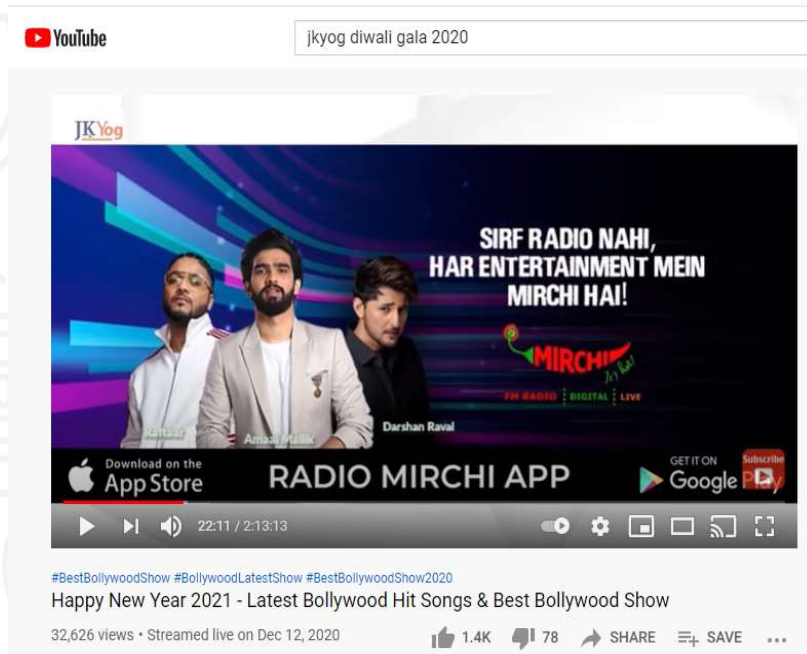 YouTube
jkyog diwali gala 2020
JKYog
SIRF RADIO NAHI,
HAR ENTERTAINMENT MEIN
MIRCHI HAI!
MIRCHI
FM RADIO DIGITAL LIVE
Raftaar
Amaal Mallik
Darshan Raval
Download on the
App Store
RADIO MIRCHI APP
GET IT ON
Google Play
Subscribe
22:11 / 2:13:13
#BestBollywoodShow #BollywoodLatestShow #BestBollywoodShow2020
Happy New Year 2021 - Latest Bollywood Hit Songs & Best Bollywood Show
32,626 views • Streamed live on Dec 12, 2020
1.4K 78 SHARE SAVE